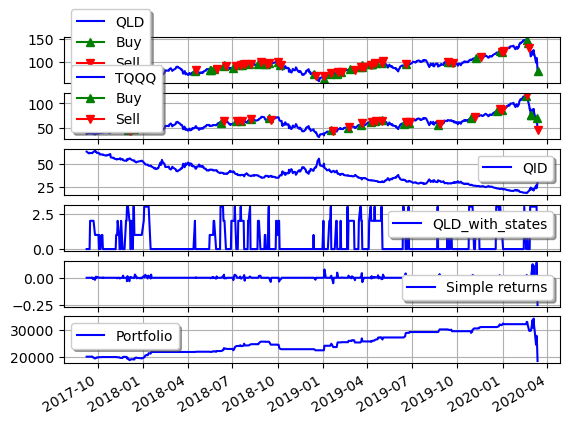 QLD
Buy
Sell
150
100
TQQQ
Buy
Sell
100
50
QID
50
25
QLD_with_states
2.5
0.0
Simple returns
0.00
−0.25
Portfolio
30000
20000
2017-10
2018-01
2018-04
2018-07
2018-10
2019-01
2019-04
2019-07
2019-10
2020-01
2020-04